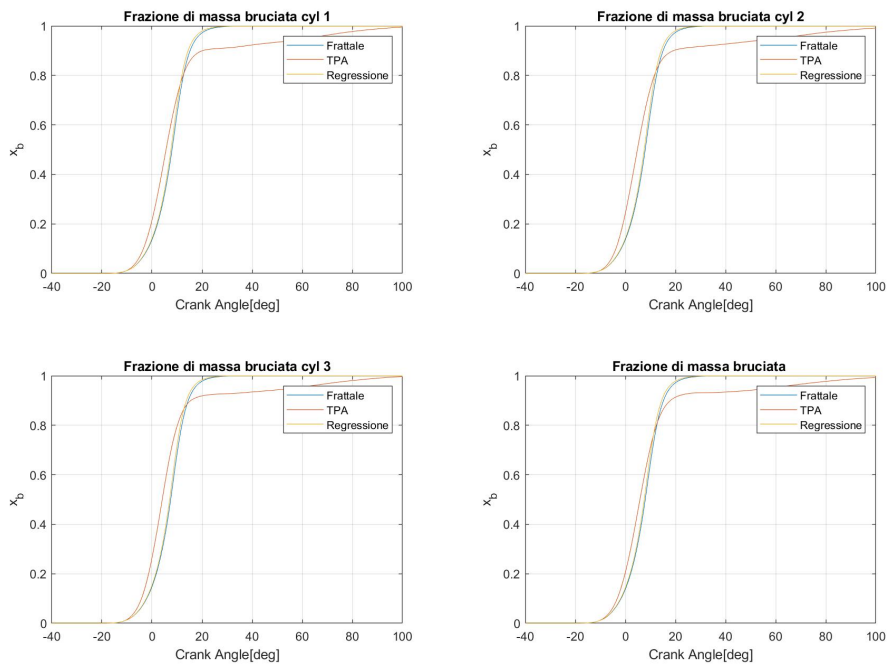 Frazione di massa bruciata cyl 1
1
0.8
0.6
0.4
0.2
0
x_b
-40 -20 0 20 40 60 80 100
Crank Angle[deg]
Frattale
TPA
Regressione
Frazione di massa bruciata cyl 2
1
0.8
0.6
0.4
0.2
0
x_b
-40 -20 0 20 40 60 80 100
Crank Angle[deg]
Frattale
TPA
Regressione
Frazione di massa bruciata cyl 3
1
0.8
0.6
0.4
0.2
0
x_b
-40 -20 0 20 40 60 80 100
Crank Angle[deg]
Frattale
TPA
Regressione
Frazione di massa bruciata
1
0.8
0.6
0.4
0.2
0
x_b
-40 -20 0 20 40 60 80 100
Crank Angle[deg]
Frattale
TPA
Regressione